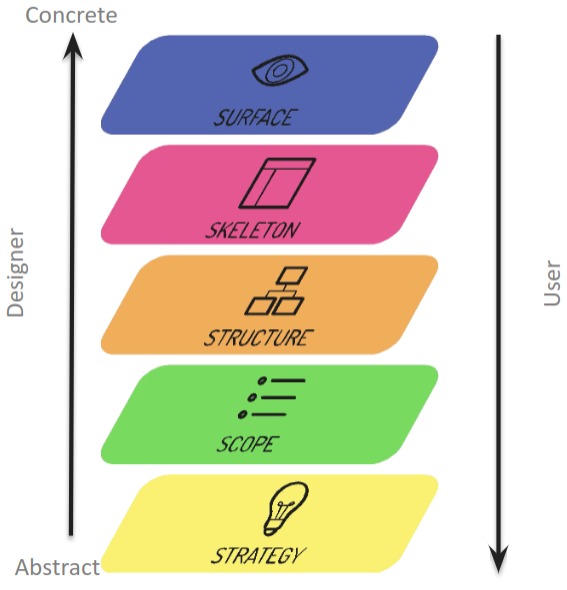 Concrete
SURFACE
SKELETON
Designer
User
STRUCTURE
SCOPE
STRATEGY
Abstract